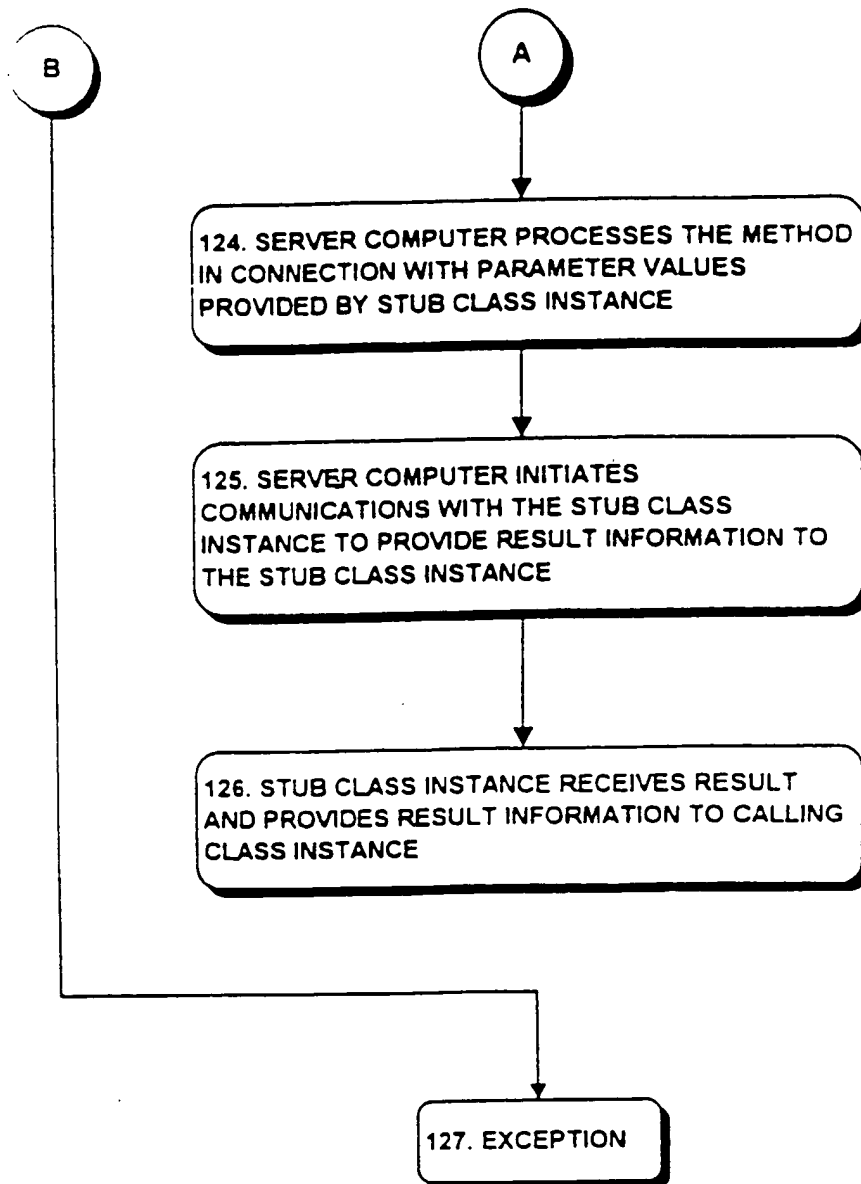 B
A
124. SERVER COMPUTER PROCESSES THE METHOD
IN CONNECTION WITH PARAMETER VALUES
PROVIDED BY STUB CLASS INSTANCE
125. SERVER COMPUTER INITIATES
COMMUNICATIONS WITH THE STUB CLASS
INSTANCE TO PROVIDE RESULT INFORMATION TO
THE STUB CLASS INSTANCE
126. STUB CLASS INSTANCE RECEIVES RESULT
AND PROVIDES RESULT INFORMATION TO CALLING
CLASS INSTANCE
127. EXCEPTION